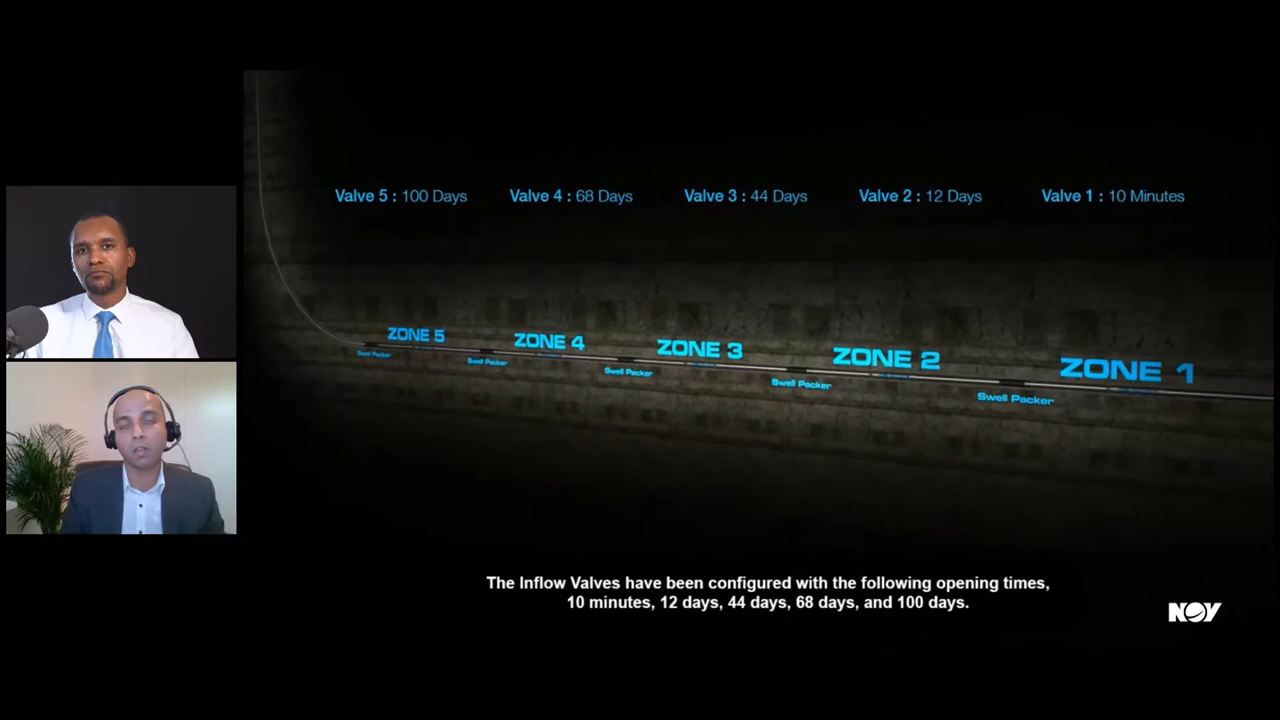 Valve 5 : 100 Days
Valve 4 : 68 Days
Valve 3 : 44 Days
Valve 2 : 12 Days
Valve 1 : 10 Minutes
ZONE 5
ZONE 4
ZONE 3
ZONE 2
ZONE 1
Swell Packer
Swell Packer
Swell Packer
Swell Packer
Swell Packer
The Inflow Valves have been configured with the following opening times,
10 minutes, 12 days, 44 days, 68 days, and 100 days.
NOV